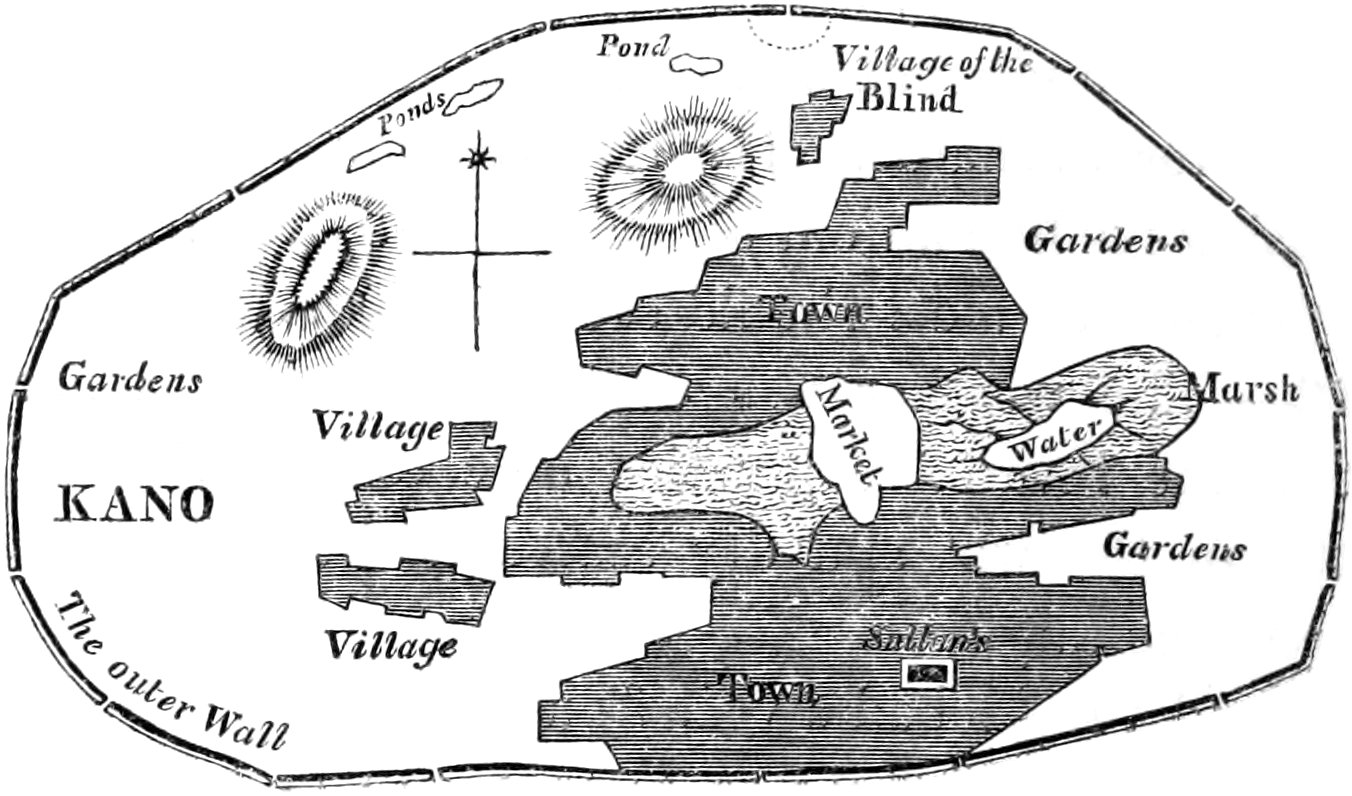 Pond
Village of the
Blind
Ponds
Gardens
Town
Gardens
Marsh
Market
Water
Village
KANO
Gardens
Village
Sultan's
Town
The outer Wall